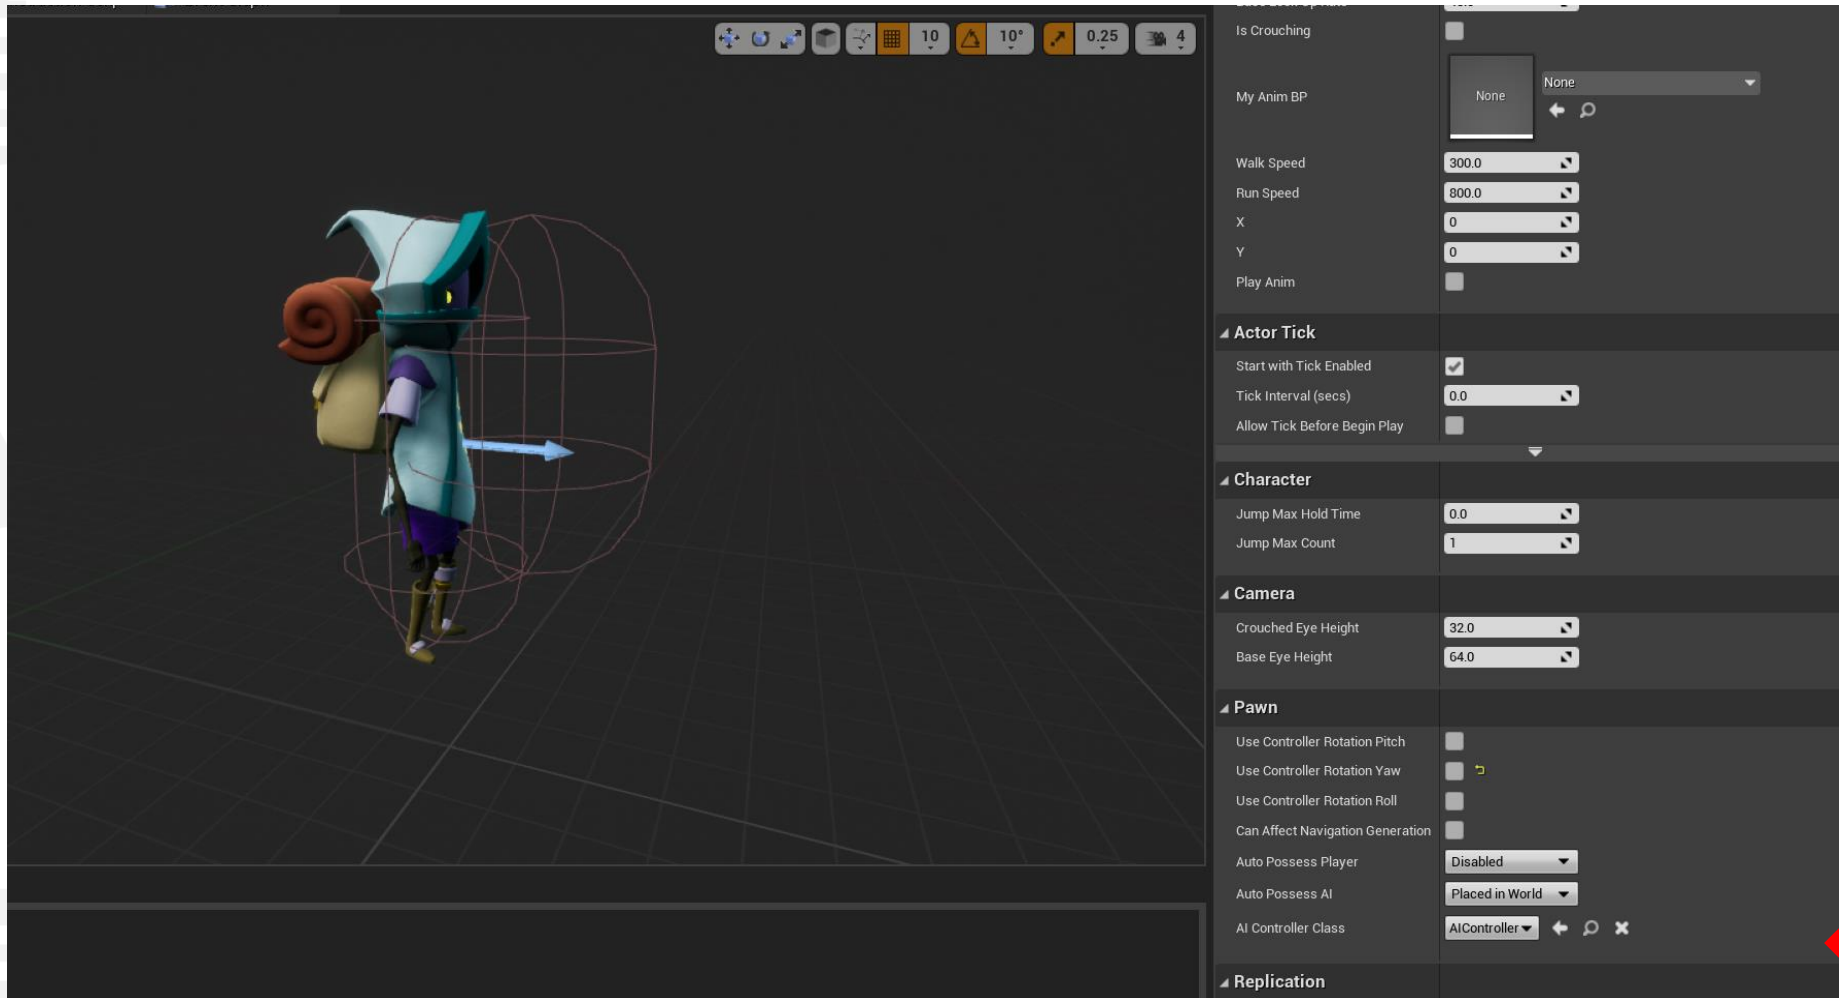 10
10°
0.25
4
Is Crouching
My Anim BP
None
None
Walk Speed
300.0
Run Speed
800.0
X
0
Y
0
Play Anim
Actor Tick
Start with Tick Enabled
Tick Interval (secs)
0.0
Allow Tick Before Begin Play
Character
Jump Max Hold Time
0.0
Jump Max Count
1
Camera
Crouched Eye Height
32.0
Base Eye Height
64.0
Pawn
Use Controller Rotation Pitch
Use Controller Rotation Yaw
Use Controller Rotation Roll
Can Affect Navigation Generation
Auto Possess Player
Disabled
Auto Possess AI
Placed in World
AI Controller Class
AIController
Replication